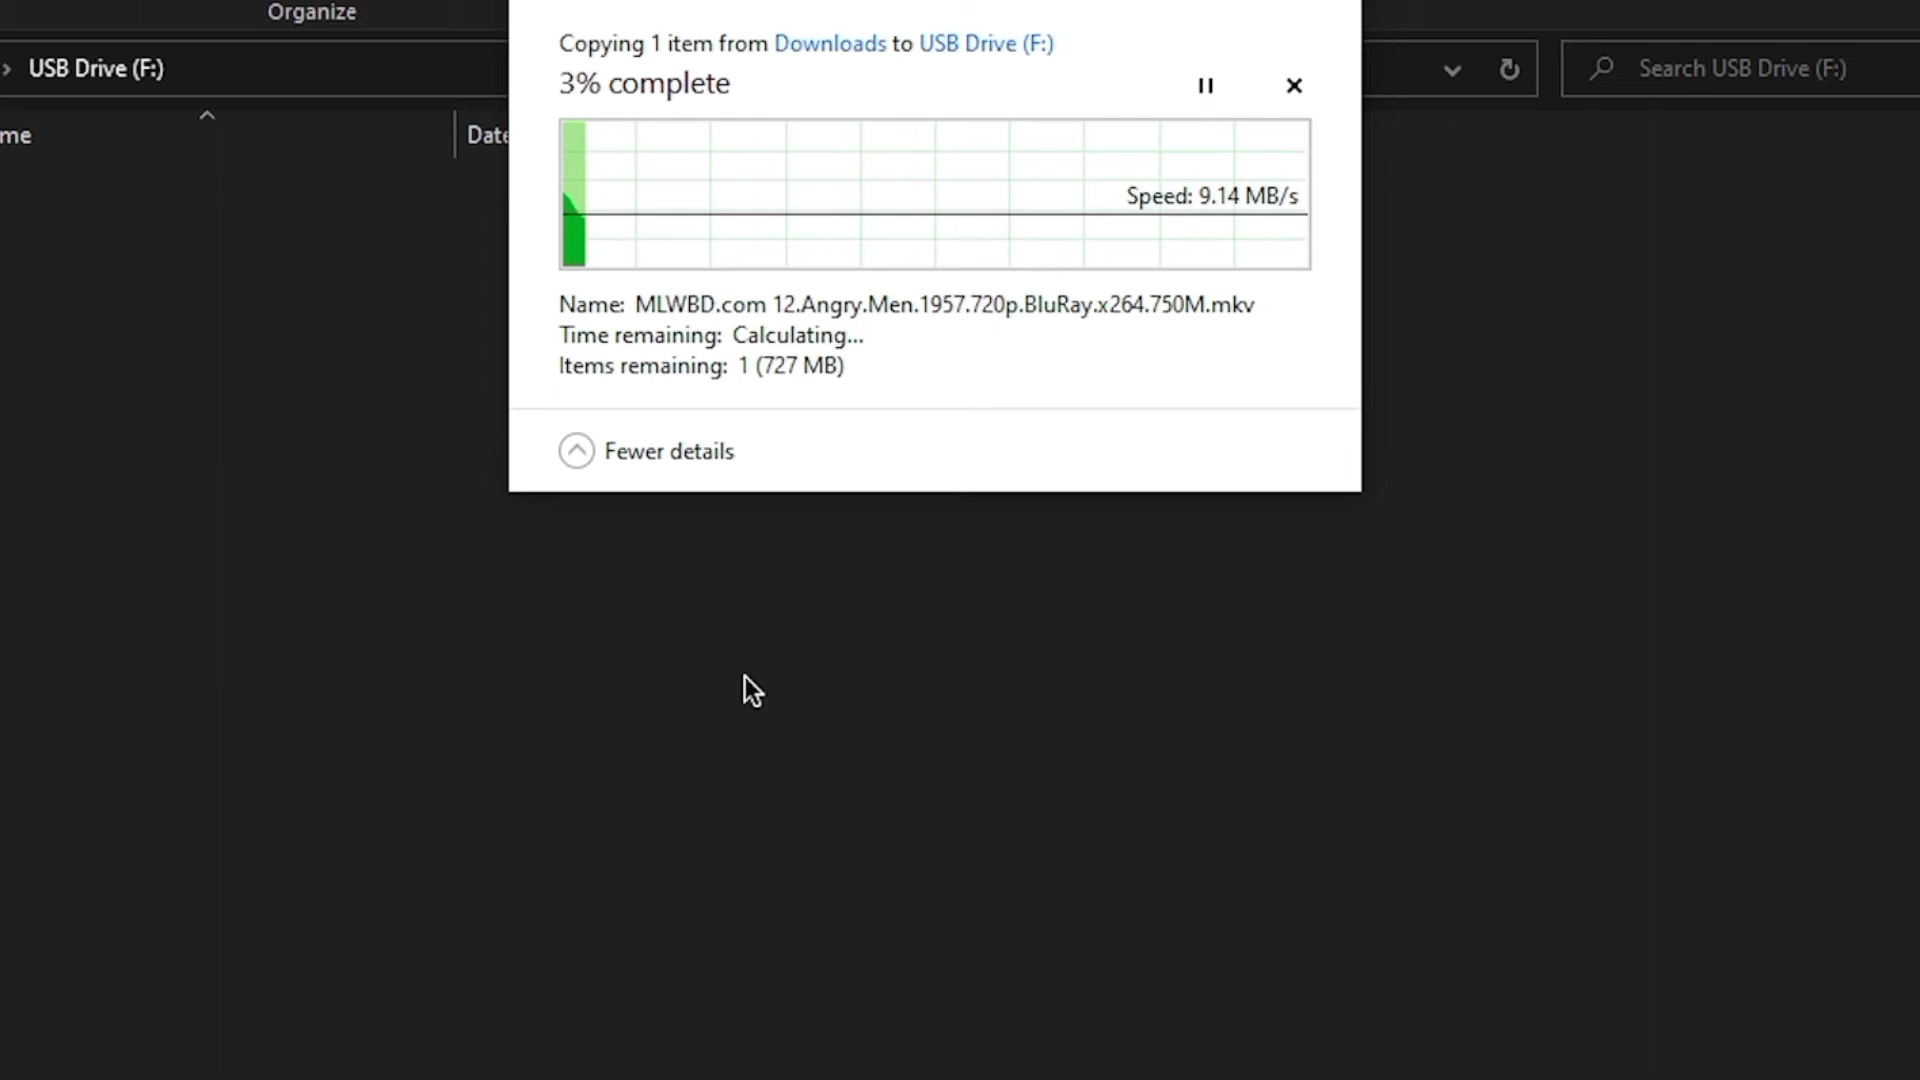 Organize
Copying 1 item from Downloads to USB Drive (F:)
USB Drive (F:)
3% complete
Search USB Drive (F:)
me
Date
Speed: 9.14 MB/s
Name: MLWBD.com 12.Angry.Men.1957.720p.BluRay.x264.750M.mkv
Time remaining: Calculating...
Items remaining: 1 (727 MB)
Fewer details